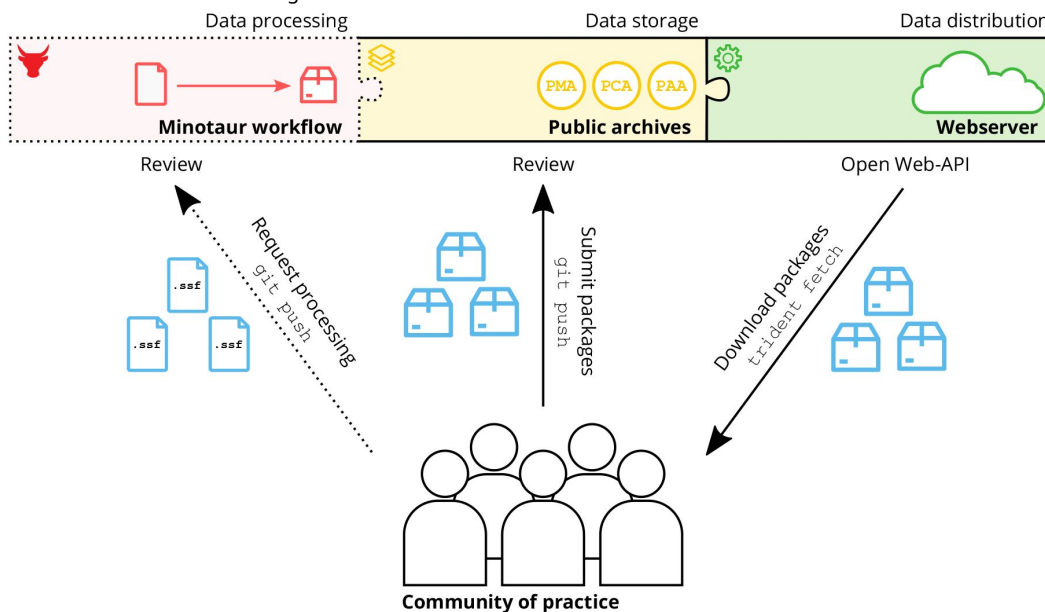 Data processing
Data storage
Data distribution
PMA
PCA
PAA
Minotaur workflow
Public archives
Webserver
Review
Review
Open Web-API
Request processing
git push
Submit packages
git push
Download packages
trident fetch
.ssf
.ssf
.ssf
Community of practice